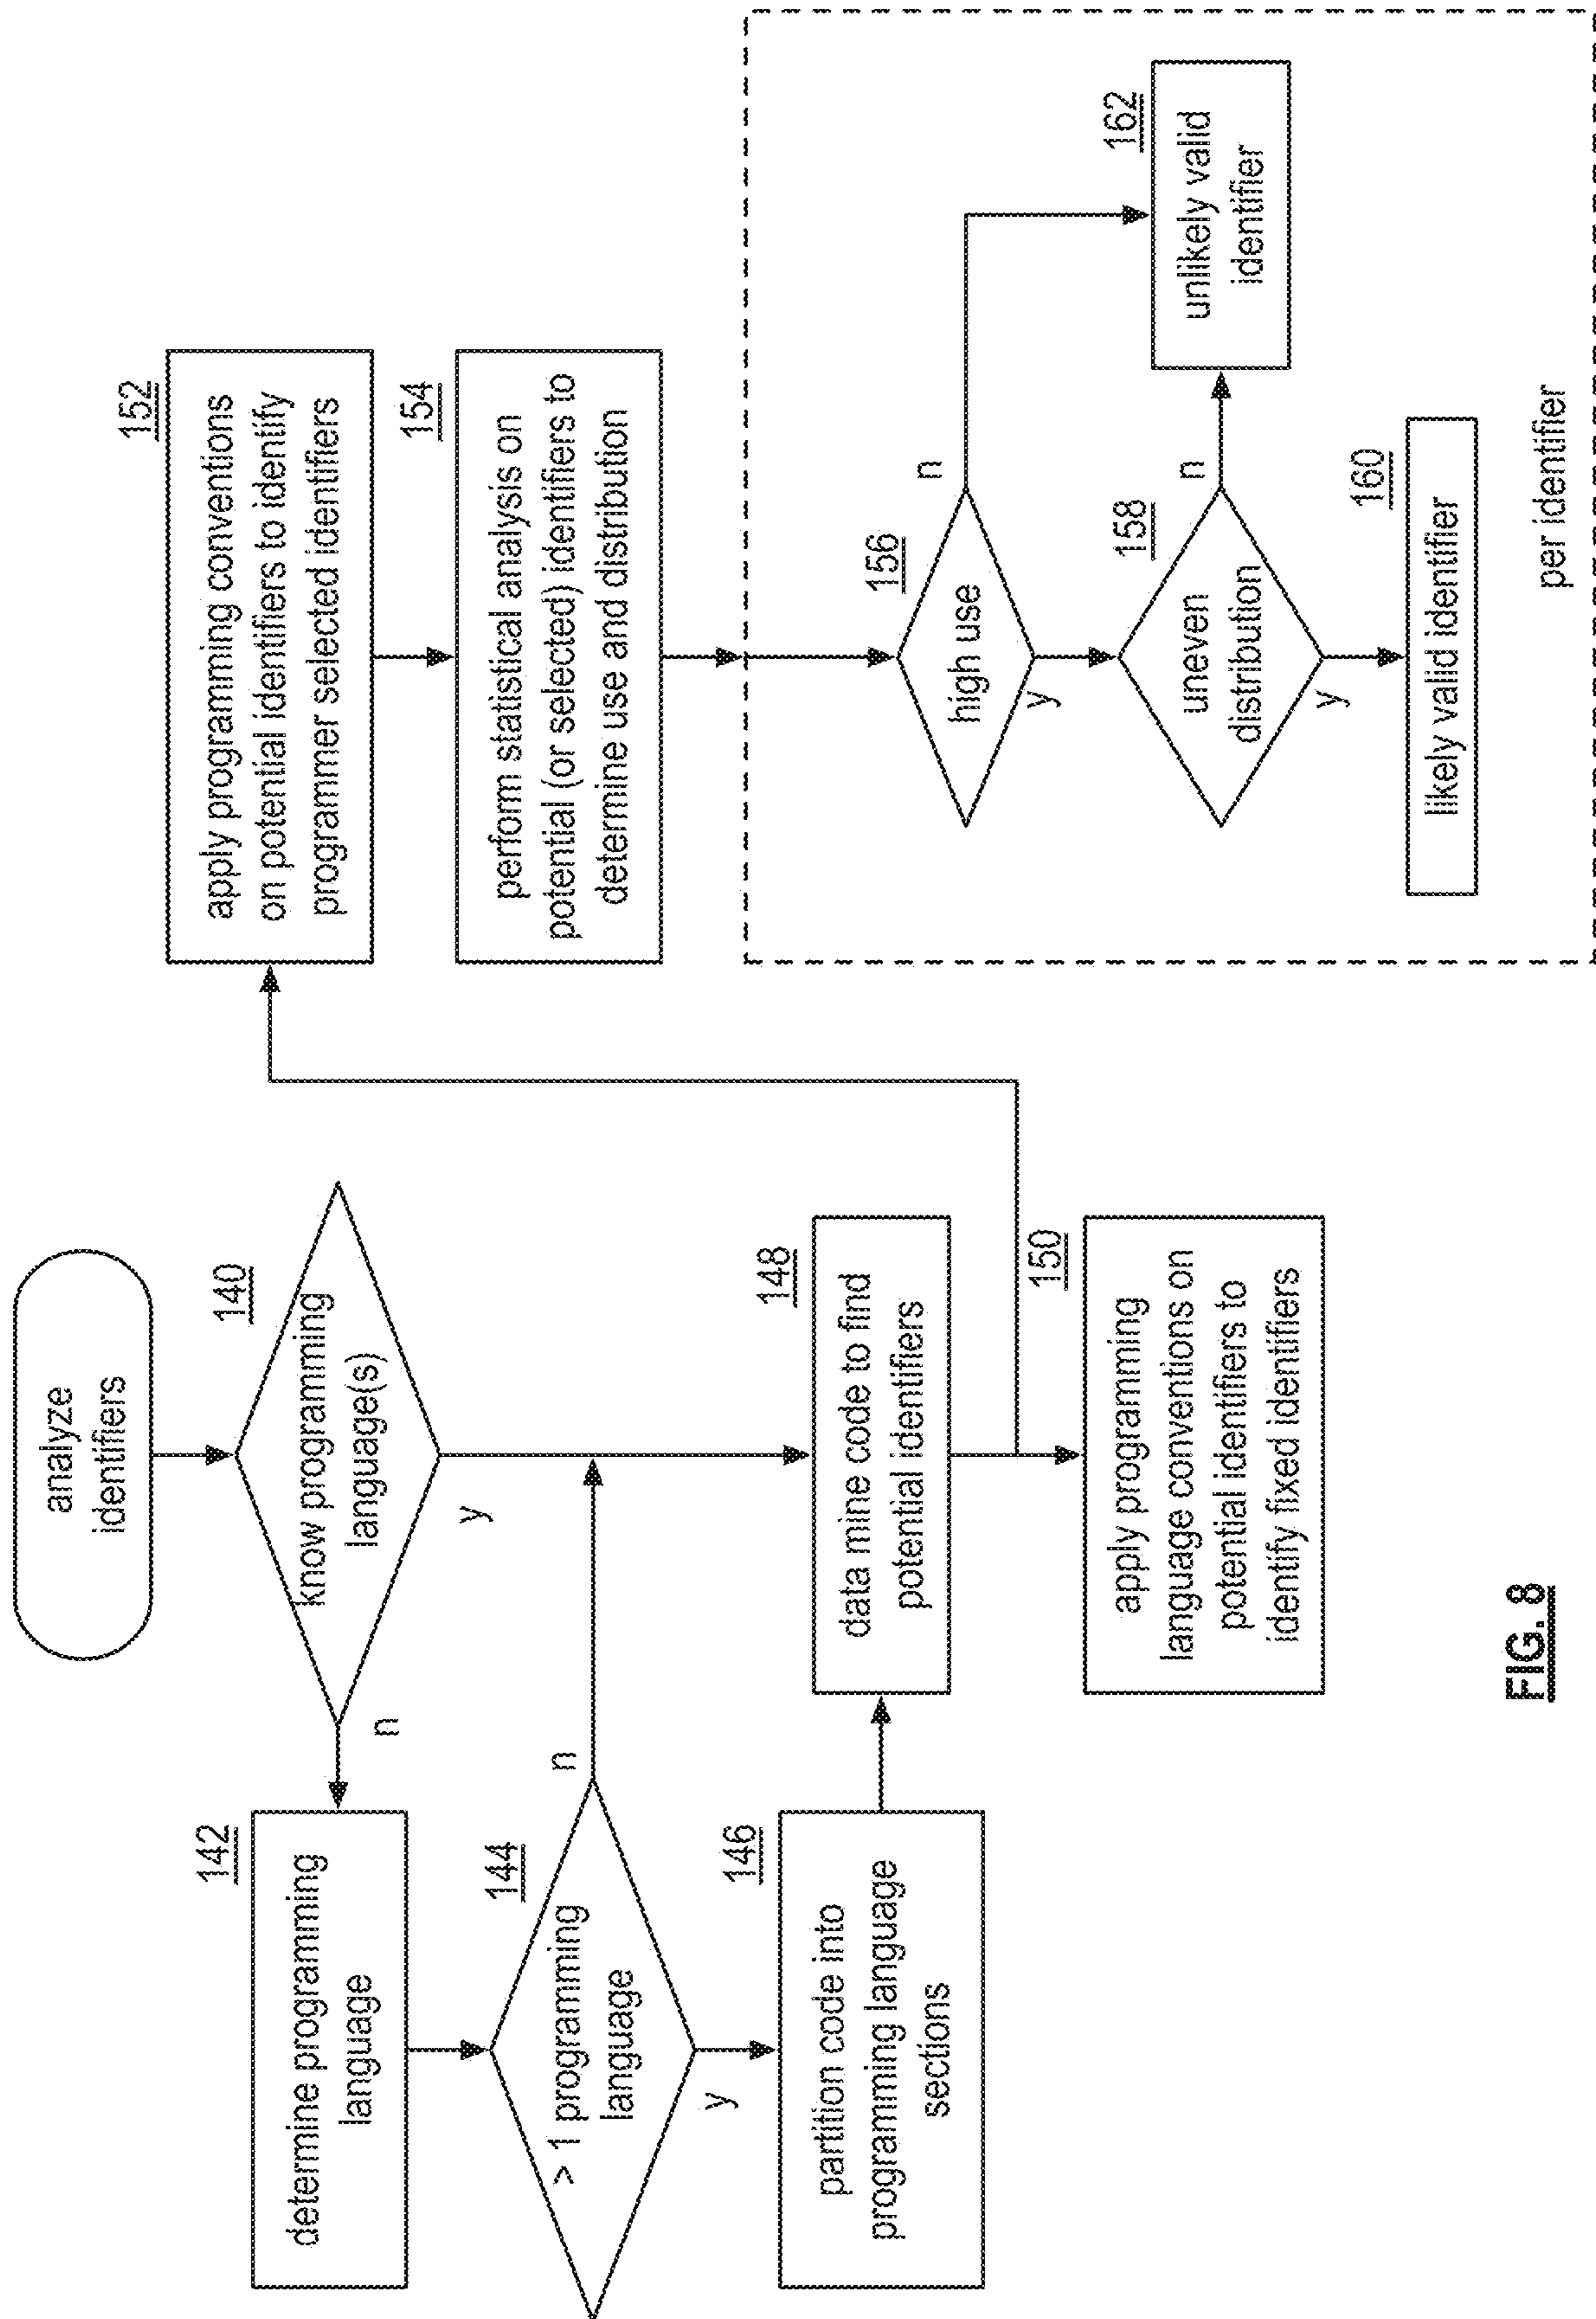 analyze
identifiers
140
know programming
language(s)
n
y
142
determine programming
language
144
> 1 programming
language
n
y
146
partition code into
programming language
sections
148
data mine code to find
potential identifiers
150
apply programming
language conventions on
potential identifiers to
identify fixed identifiers
152
apply programming conventions
on potential identifiers to identify
programmer selected identifiers
154
perform statistical analysis on
potential (or selected) identifiers to
determine use and distribution
156
high use
n
y
158
uneven
distribution
n
y
160
likely valid identifier
162
unlikely valid
identifier
per identifier
FIG. 8